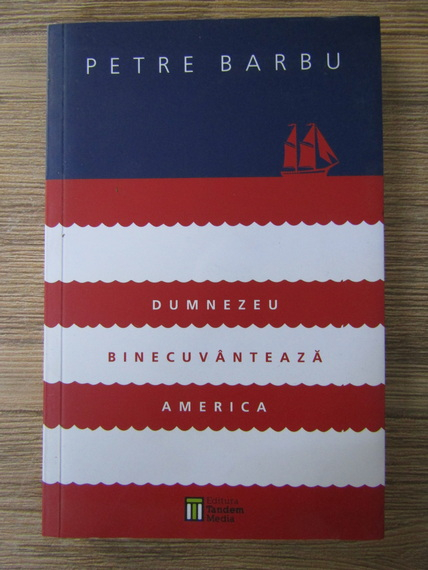 PETRE BARBU
DUMNEZEU
BINECUVÂNTEAZĂ
AMERICA
Editura
Tandem
Media